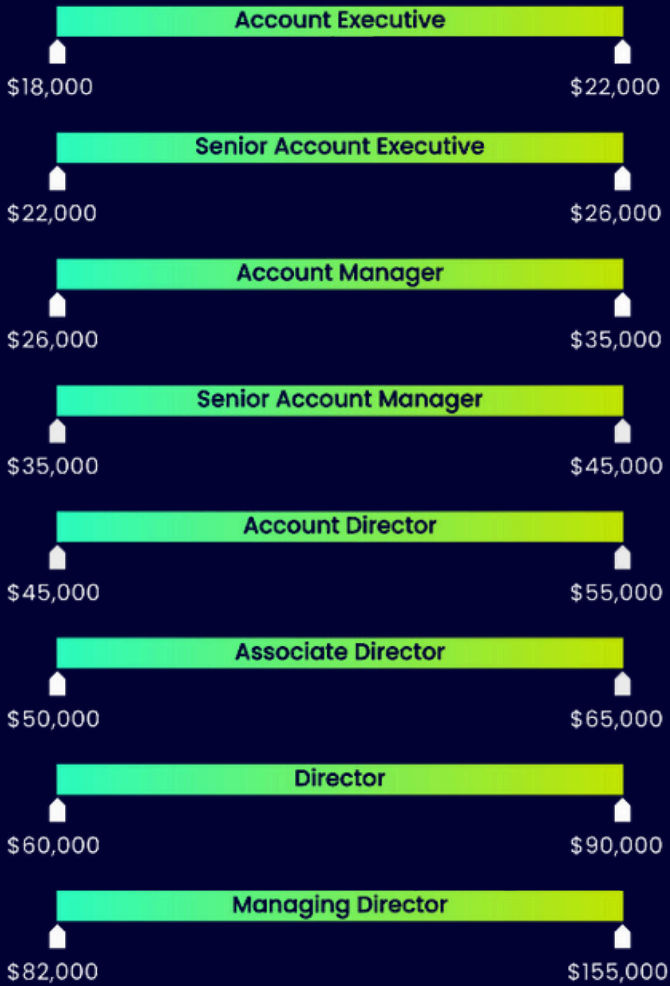 Account Executive
$18,000 $22,000
Senior Account Executive
$22,000 $26,000
Account Manager
$26,000 $35,000
Senior Account Manager
$35,000 $45,000
Account Director
$45,000 $55,000
Associate Director
$50,000 $65,000
Director
$60,000 $90,000
Managing Director
$82,000 $155,000